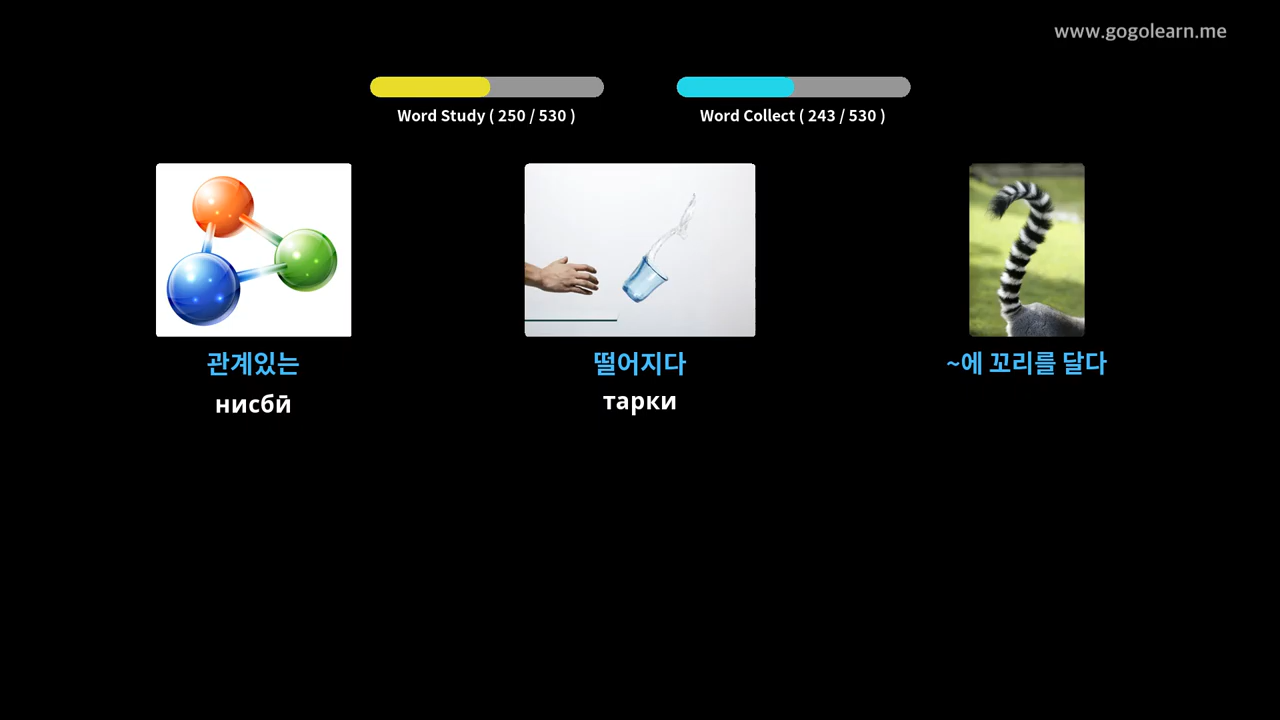 www.gogolearn.me
Word Study ( 250 / 530 )
Word Collect ( 243 / 530 )
관계있는
떨어지다
~에 꼬리를 달다
нисбӣ
тарки